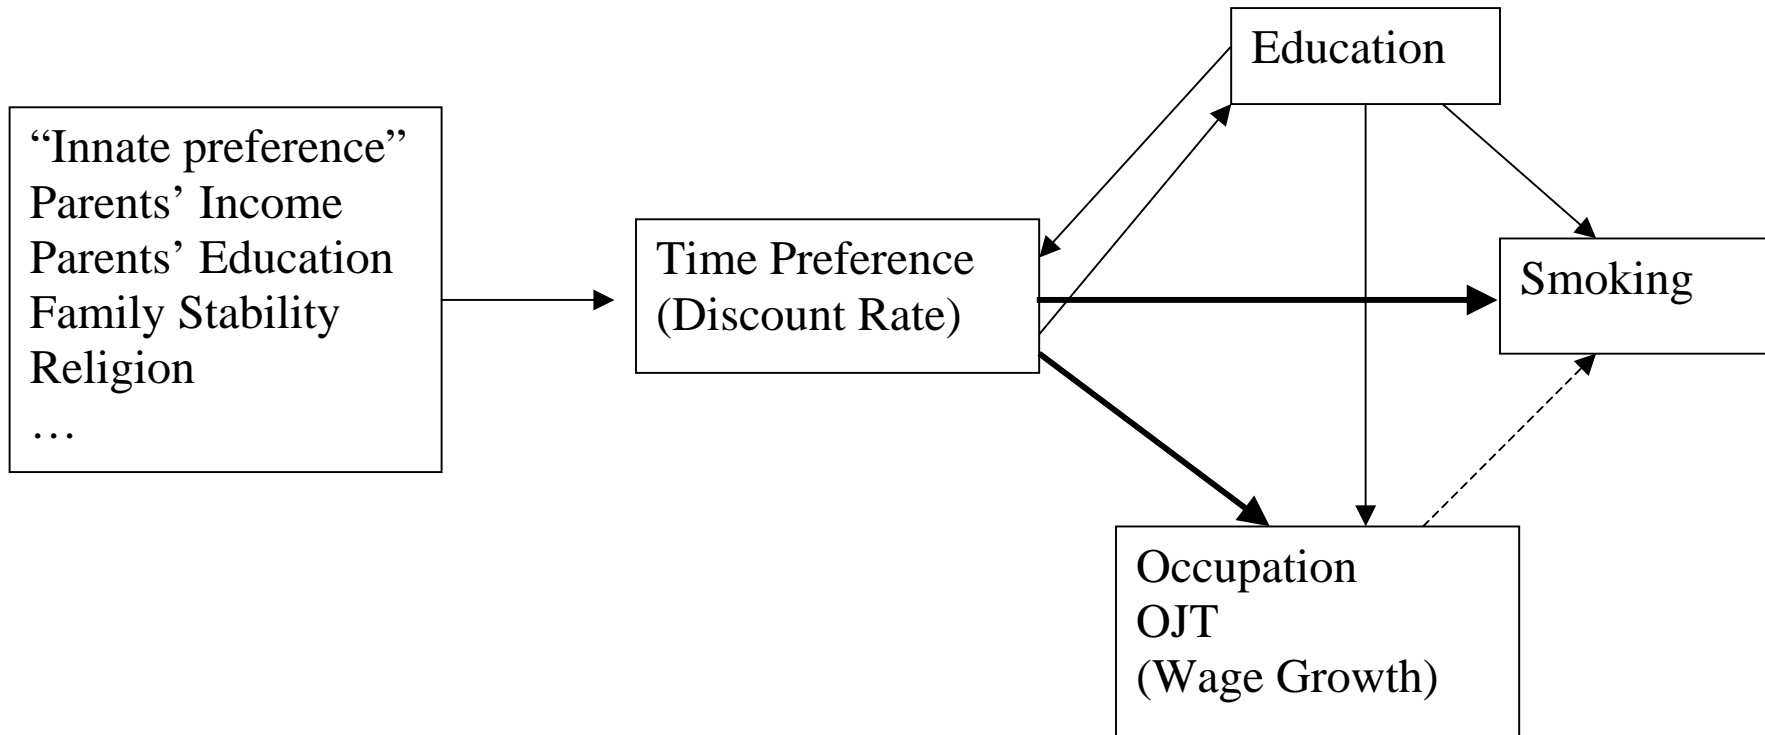 “Innate preference”
Parents’ Income
Parents’ Education
Family Stability
Religion
…
Time Preference
(Discount Rate)
Education
Smoking
Occupation
OJT
(Wage Growth)